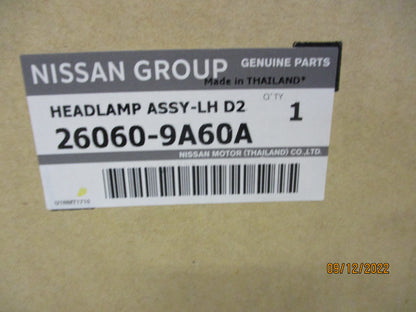 NISSAN GROUP GENUINE PARTS
Made in THAILAND*
HEADLAMP ASSY-LH D2
Q'TY
26060-9A60A 1
NISSAN MOTOR (THAILAND) CO.,LTD.
09/12/2022